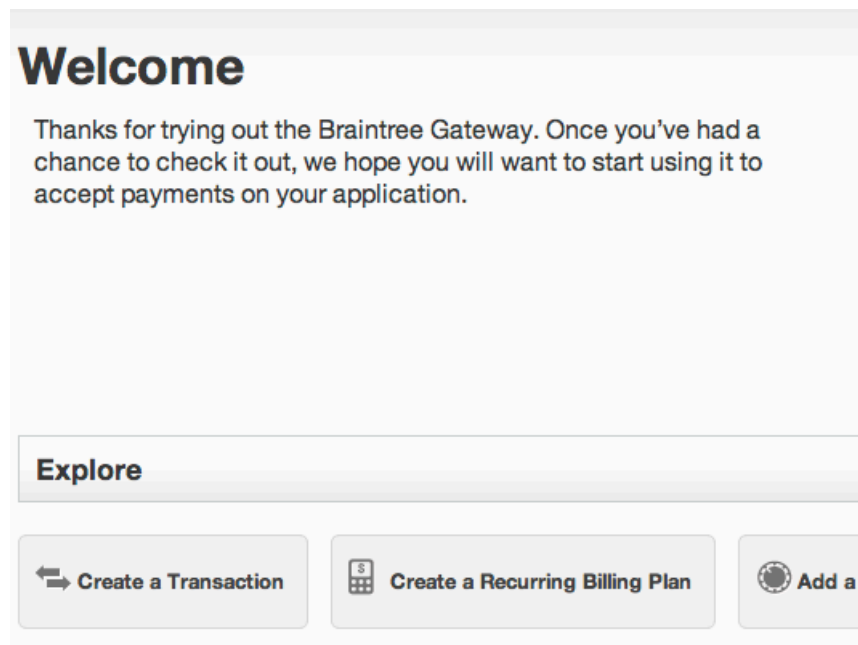 Welcome
Thanks for trying out the Braintree Gateway. Once you’ve had a
chance to check it out, we hope you will want to start using it to
accept payments on your application.
Explore
Create a Transaction
$
Create a Recurring Billing Plan
Add a